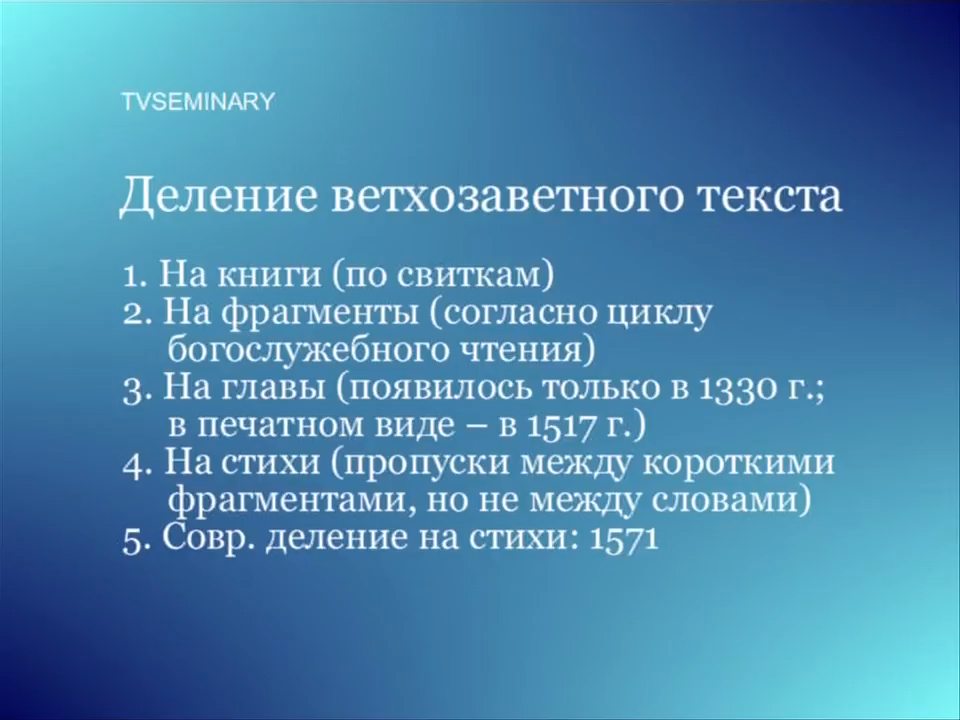 TVSEMINARY
Деление ветхозаветного текста
1. На книги (по свиткам)
2. На фрагменты (согласно циклу
богослужебного чтения)
3. На главы (появилось только в 1330 г.;
в печатном виде – в 1517 г.)
4. На стихи (пропуски между короткими
фрагментами, но не между словами)
5. Совр. деление на стихи: 1571